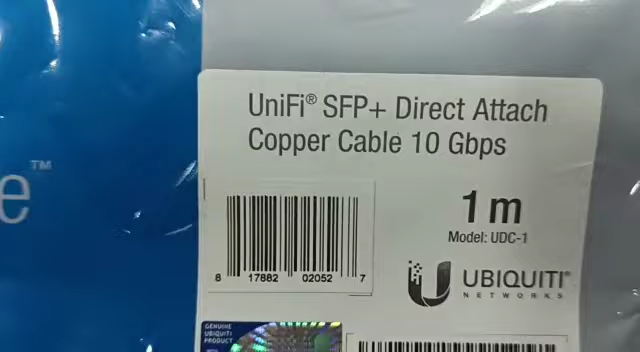 UniFi® SFP+ Direct Attach
Copper Cable 10 Gbps
e™
1 m
Model: UDC-1
8 17882 02052 7
UBIQUITI®
NETWORKS
GENUINE
UBIQUITI
PRODUCT